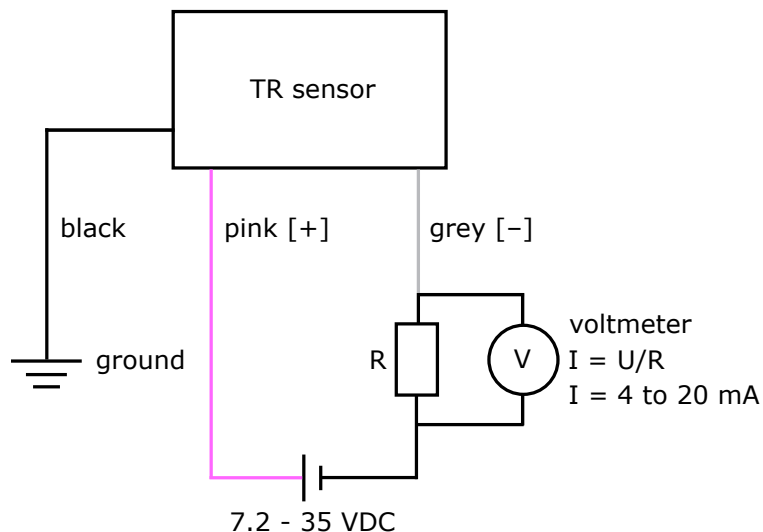 TR sensor
black
pink [+]
grey [–]
ground
R
V
voltmeter
I = U/R
I = 4 to 20 mA
7.2 - 35 VDC